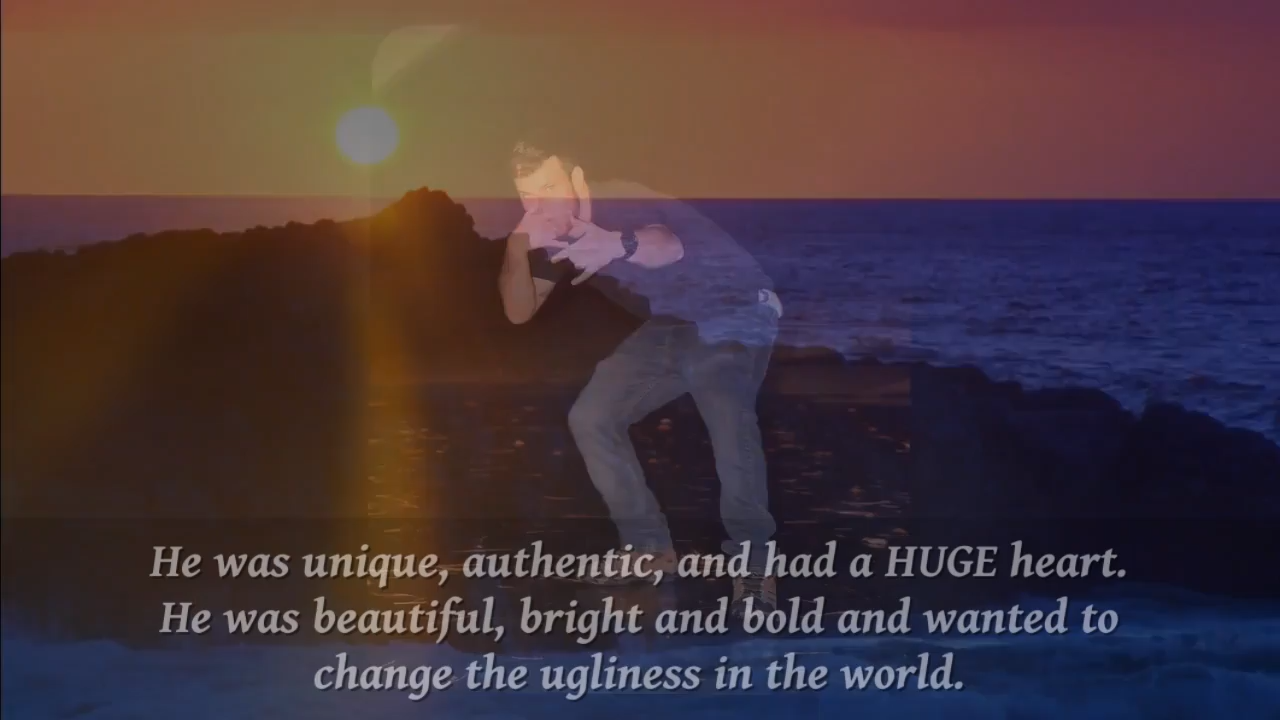 He was unique, authentic, and had a HUGE heart.
He was beautiful, bright and bold and wanted to
change the ugliness in the world.